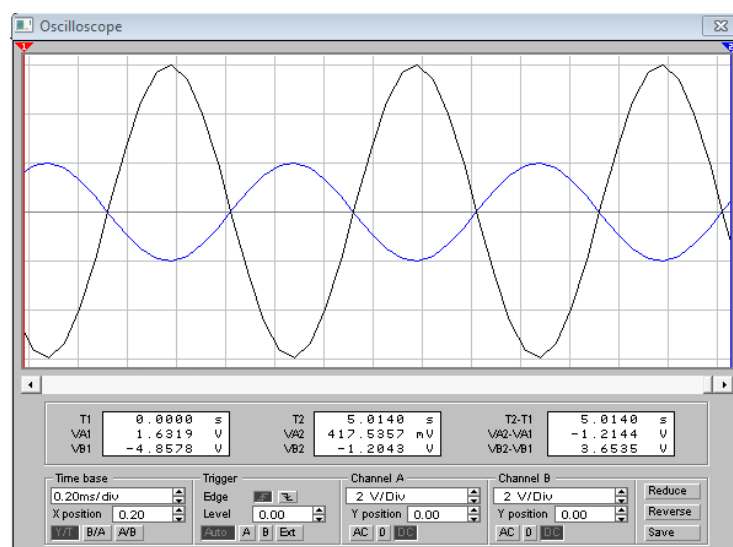 Oscilloscope
1 2
T1 0.0000 s T2 5.0140 s T2-T1 5.0140 s
VA1 1.6319 V VA2 417.5357 mV VA2-VA1 -1.2144 V
VB1 -4.8578 V VB2 -1.2043 V VB2-VB1 3.6535 V
Time base Trigger Channel A Channel B
0.20ms/div Edge 2 V/Div 2 V/Div Reduce
X position 0.20 Level 0.00 Y position 0.00 Y position 0.00 Reverse
Y/T B/A A/B Auto A B Ext AC 0 DC AC 0 DC Save